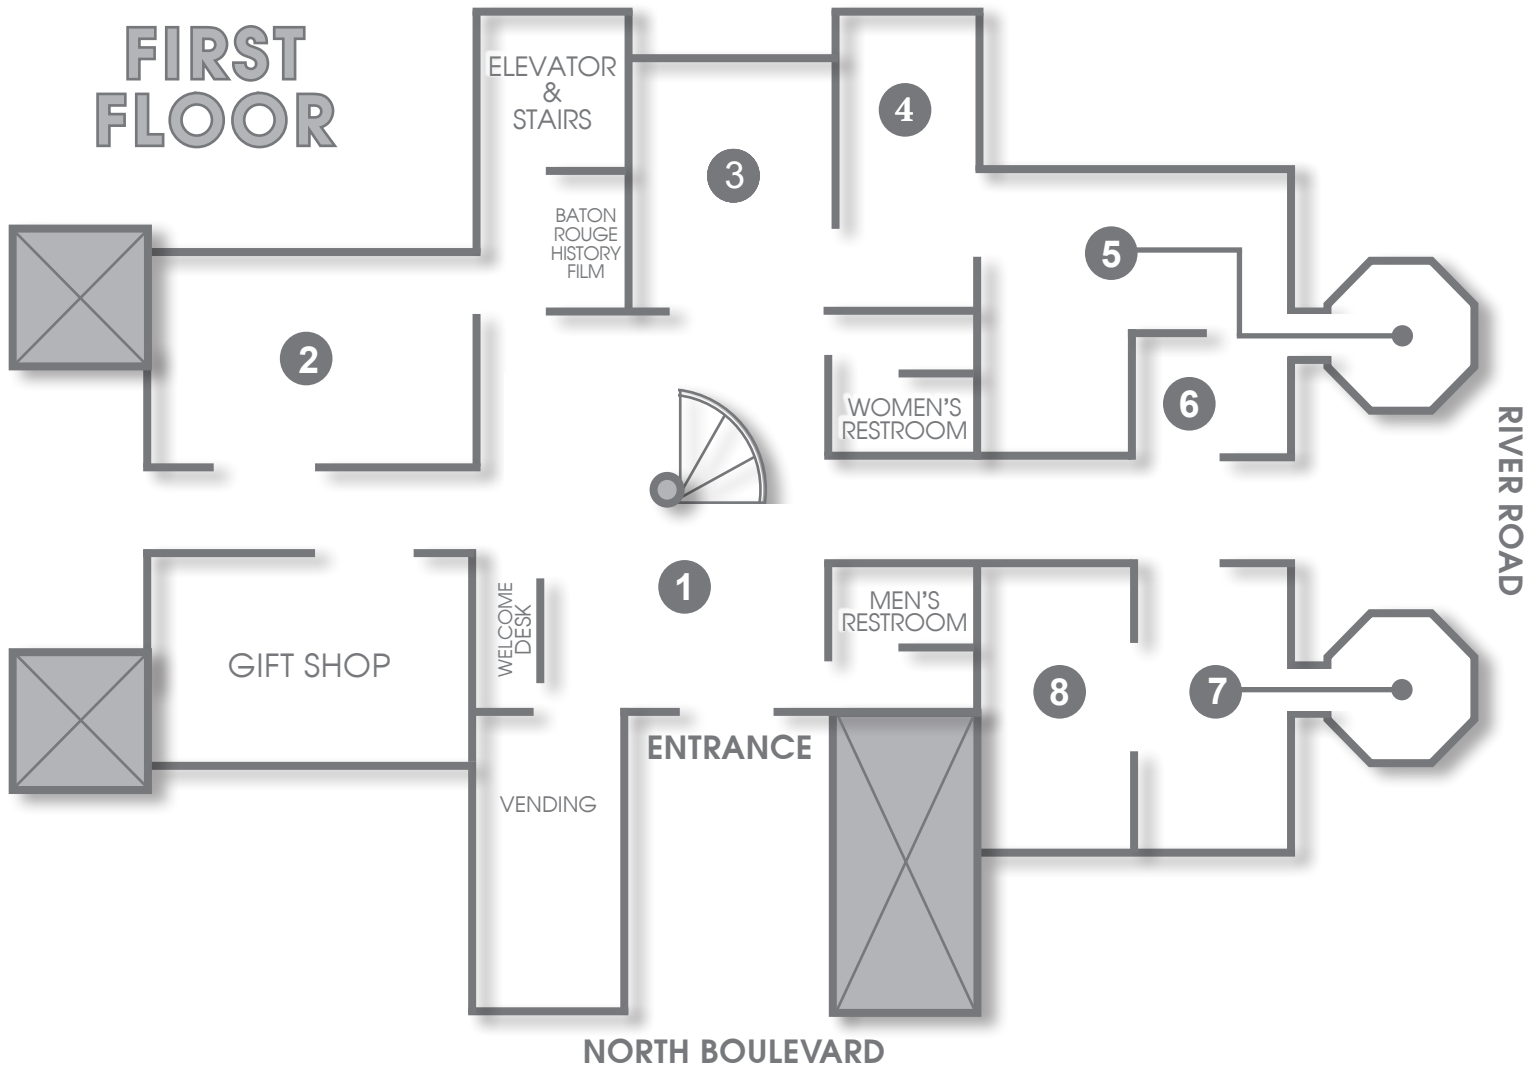 FIRST
FLOOR
ELEVATOR
&
STAIRS
4
3
BATON
ROUGE
HISTORY
FILM
5
2
6
WOMEN'S
RESTROOM
RIVER ROAD
1
WELCOME
DESK
MEN'S
RESTROOM
GIFT SHOP
8
7
ENTRANCE
VENDING
NORTH BOULEVARD